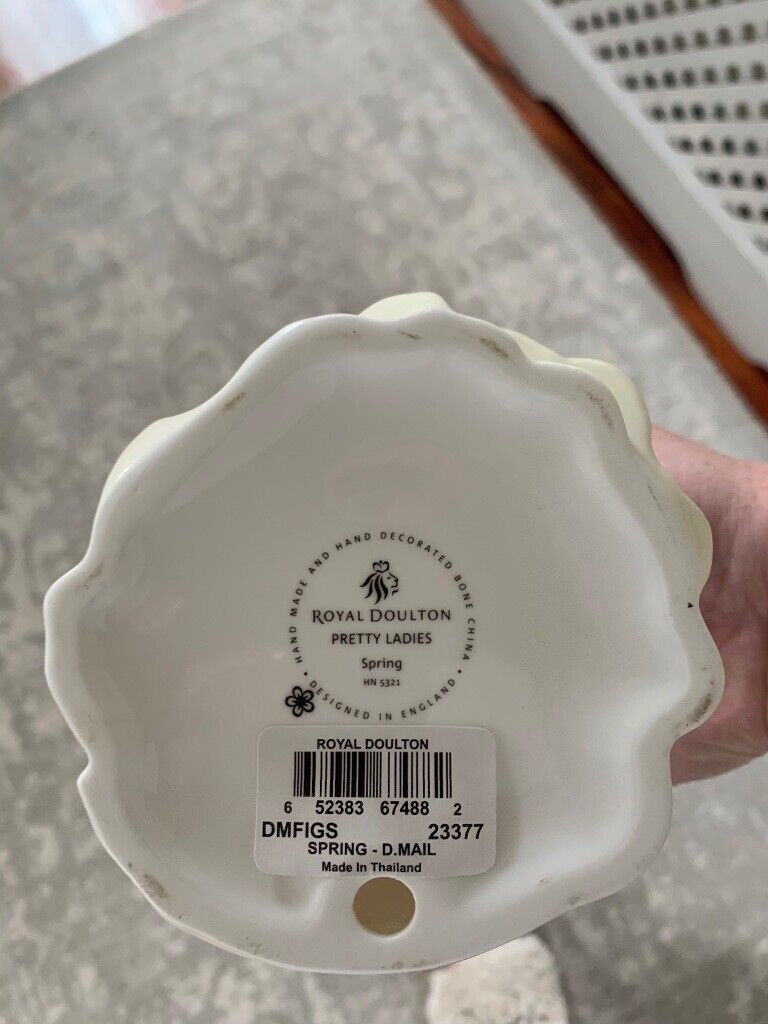 HAND MADE AND HAND DECORATED BONE CHINA
ROYAL DOULTON
PRETTY LADIES
Spring
HN 5321
• DESIGNED IN ENGLAND •
ROYAL DOULTON
6 52383 67488 2
DMFIGS 23377
SPRING - D.MAIL
Made In Thailand